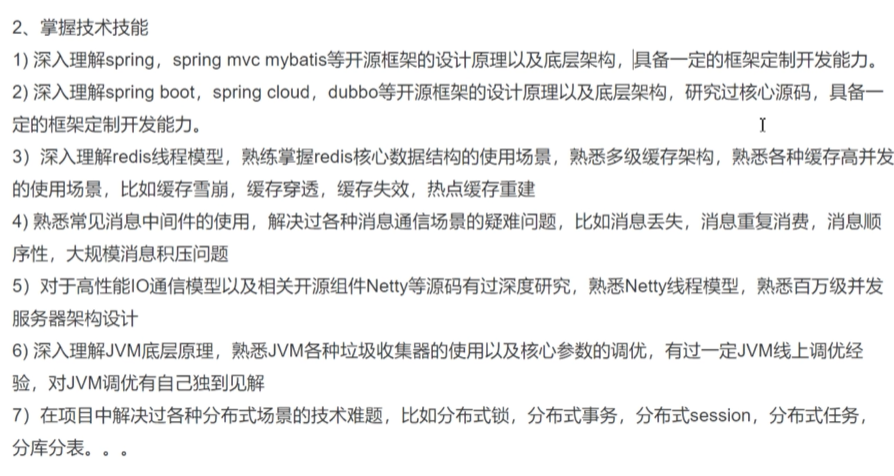 2、掌握技术技能
1) 深入理解spring，spring mvc mybatis等开源框架的设计原理以及底层架构，具备一定的框架定制开发能力。
2) 深入理解spring boot，spring cloud，dubbo等开源框架的设计原理以及底层架构，研究过核心源码，具备一
定的框架定制开发能力。
3）深入理解redis线程模型，熟练掌握redis核心数据结构的使用场景，熟悉多级缓存架构，熟悉各种缓存高并发
的使用场景，比如缓存雪崩，缓存穿透，缓存失效，热点缓存重建
4) 熟悉常见消息中间件的使用，解决过各种消息通信场景的疑难问题，比如消息丢失，消息重复消费，消息顺
序性，大规模消息积压问题
5）对于高性能IO通信模型以及相关开源组件Netty等源码有过深度研究，熟悉Netty线程模型，熟悉百万级并发
服务器架构设计
6) 深入理解JVM底层原理，熟悉JVM各种垃圾收集器的使用以及核心参数的调优，有过一定JVM线上调优经
验，对JVM调优有自己独到见解
7）在项目中解决过各种分布式场景的技术难题，比如分布式锁，分布式事务，分布式session，分布式任务，
分库分表。。。